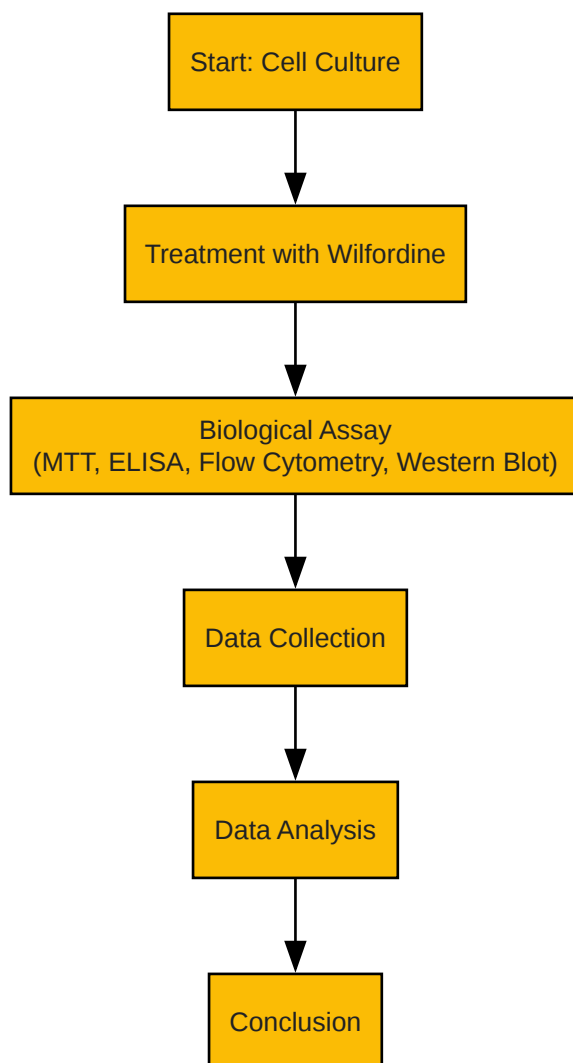 Start: Cell Culture
Treatment with Wilfordine
Biological Assay
(MTT, ELISA, Flow Cytometry, Western Blot)
Data Collection
Data Analysis
Conclusion